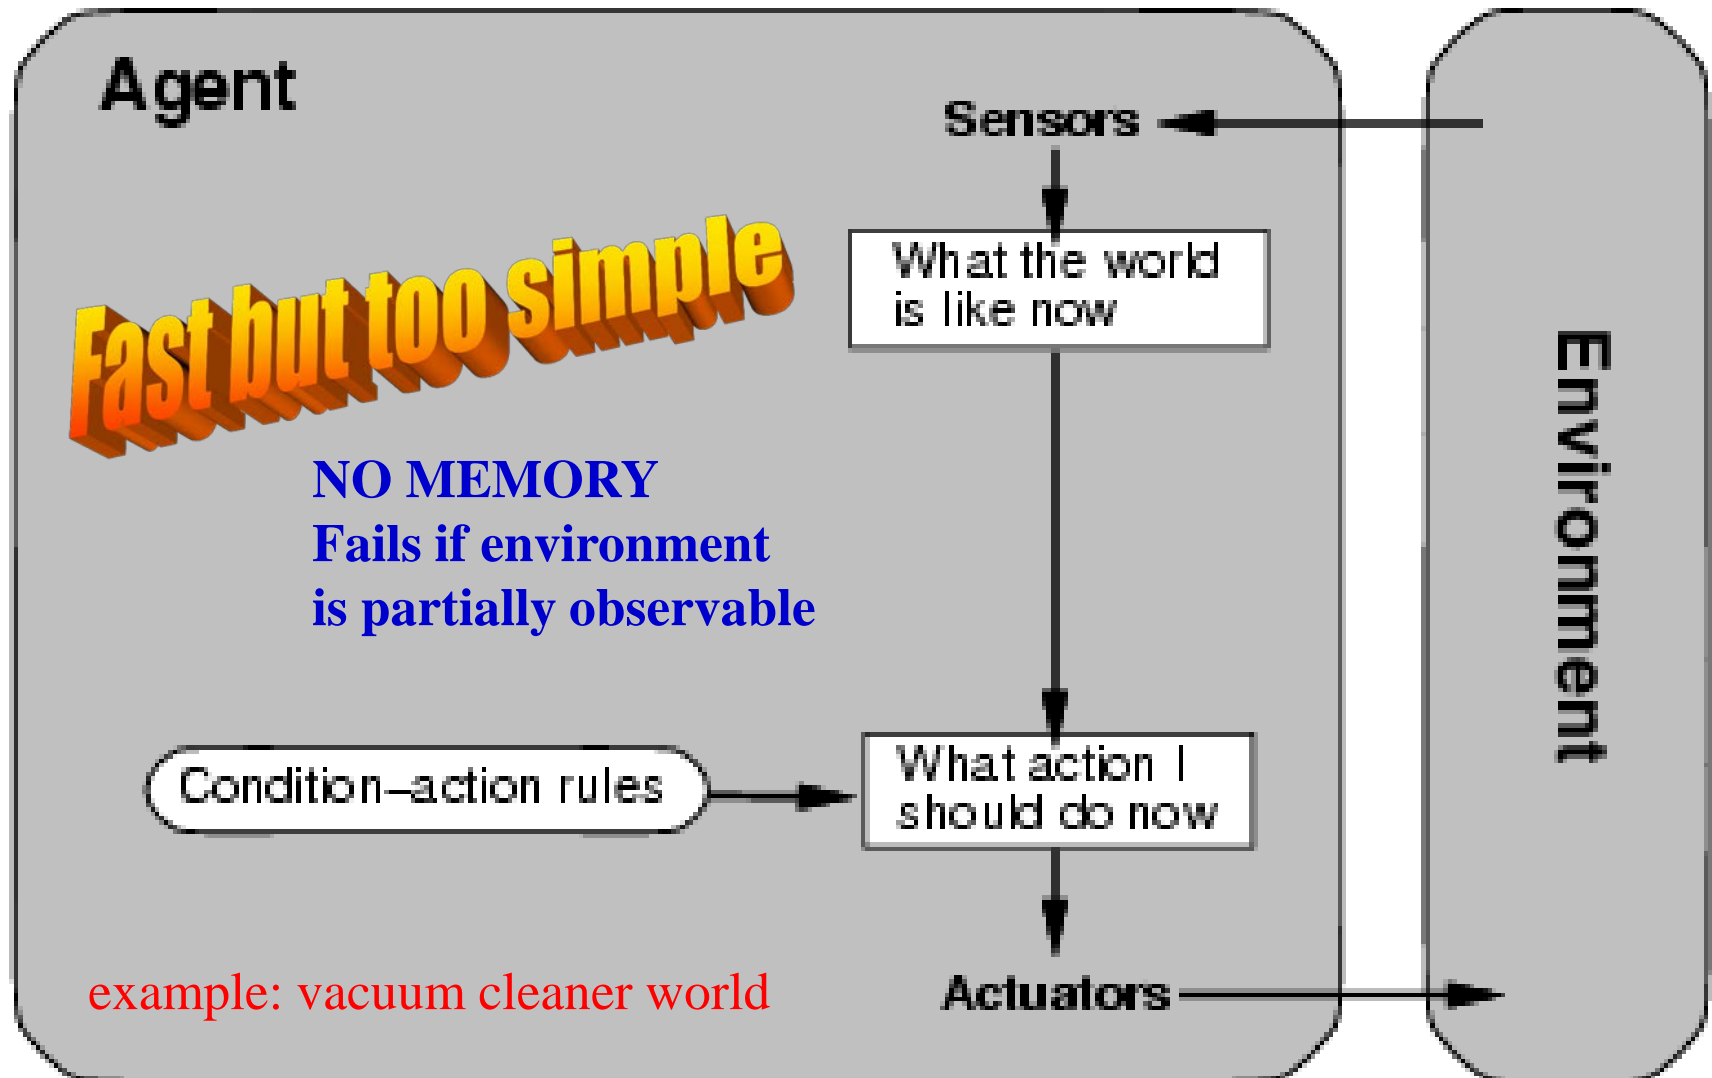 Agent
Sensors
Fast but too simple
What the world
is like now
NO MEMORY
Fails if environment
is partially observable
Environment
Condition–action rules
What action I
should do now
example: vacuum cleaner world
Actuators